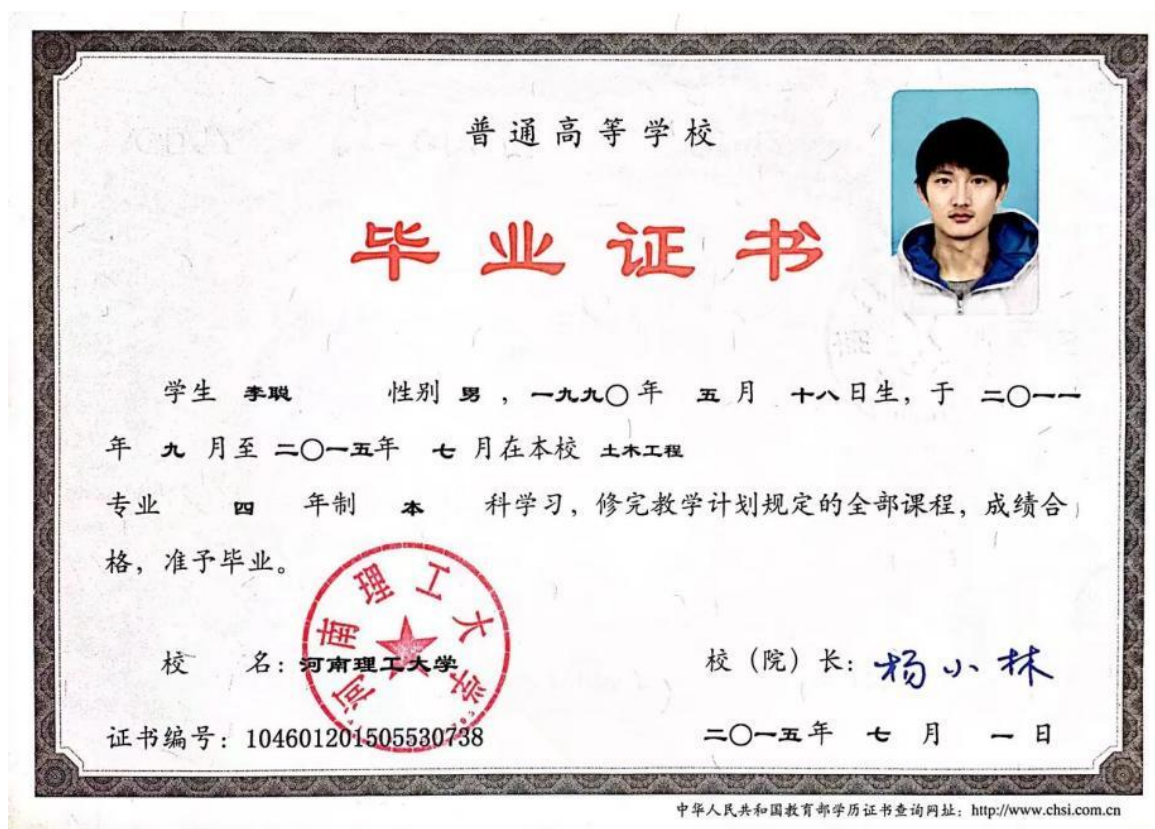 普通高等学校
毕业证书
学生 李聪 性别 男 ，一九九〇年 五月 十八日生，于 二〇一一
年 九 月至 二〇一五年 七 月在本校 土木工程
专业 四 年制 本 科学习，修完教学计划规定的全部课程，成绩合
格，准予毕业。
河南理工大学
校 名：河南理工大学
校（院）长：杨小林
证书编号：104601201505530738
二〇一五年 七 月 一 日
中华人民共和国教育部学历证书查询网址：http://www.chsi.com.cn